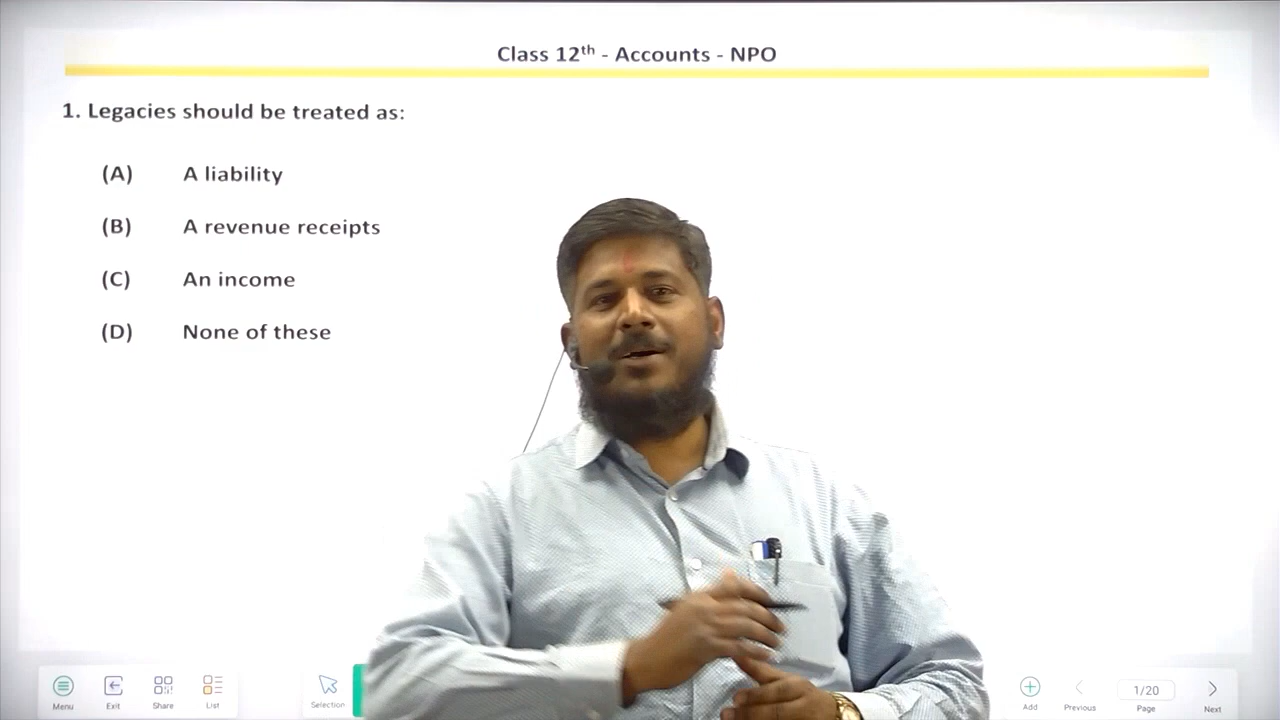 Class 12th - Accounts - NPO
1. Legacies should be treated as:
(A) A liability
(B) A revenue receipts
(C) An income
(D) None of these
Menu Exit Share List Selection Add Previous 1/20 Page Next